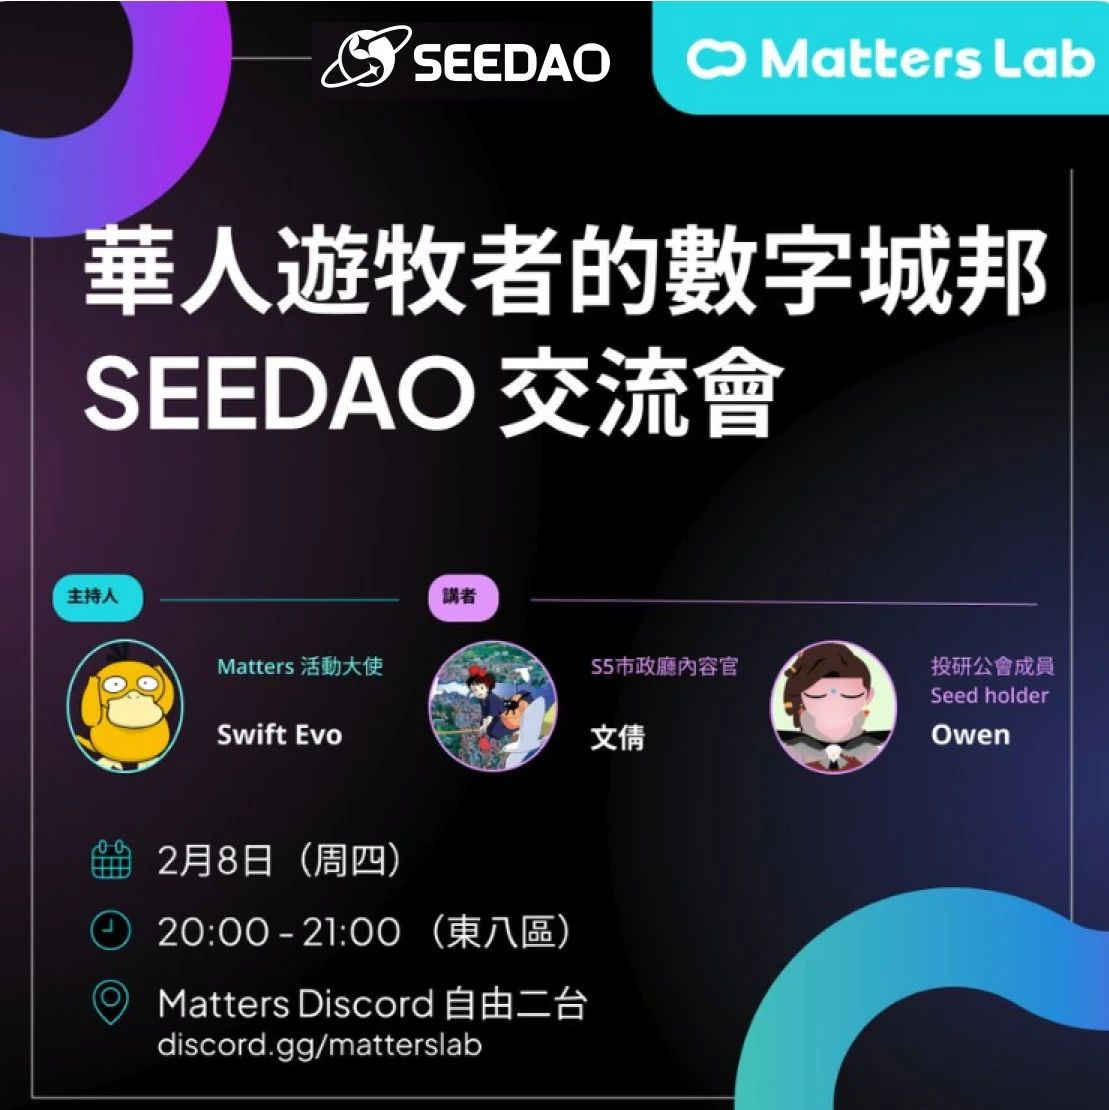 SEEDAO
Matters Lab
華人遊牧者的數字城邦
SEEDAO 交流會
主持人
講者
Matters 活動大使
Swift Evo
S5市政廳內容官
文倩
投研公會成員
Seed holder
Owen
2月8日（周四）
20:00 - 21:00 （東八區）
Matters Discord 自由二台
discord.gg/matterslab